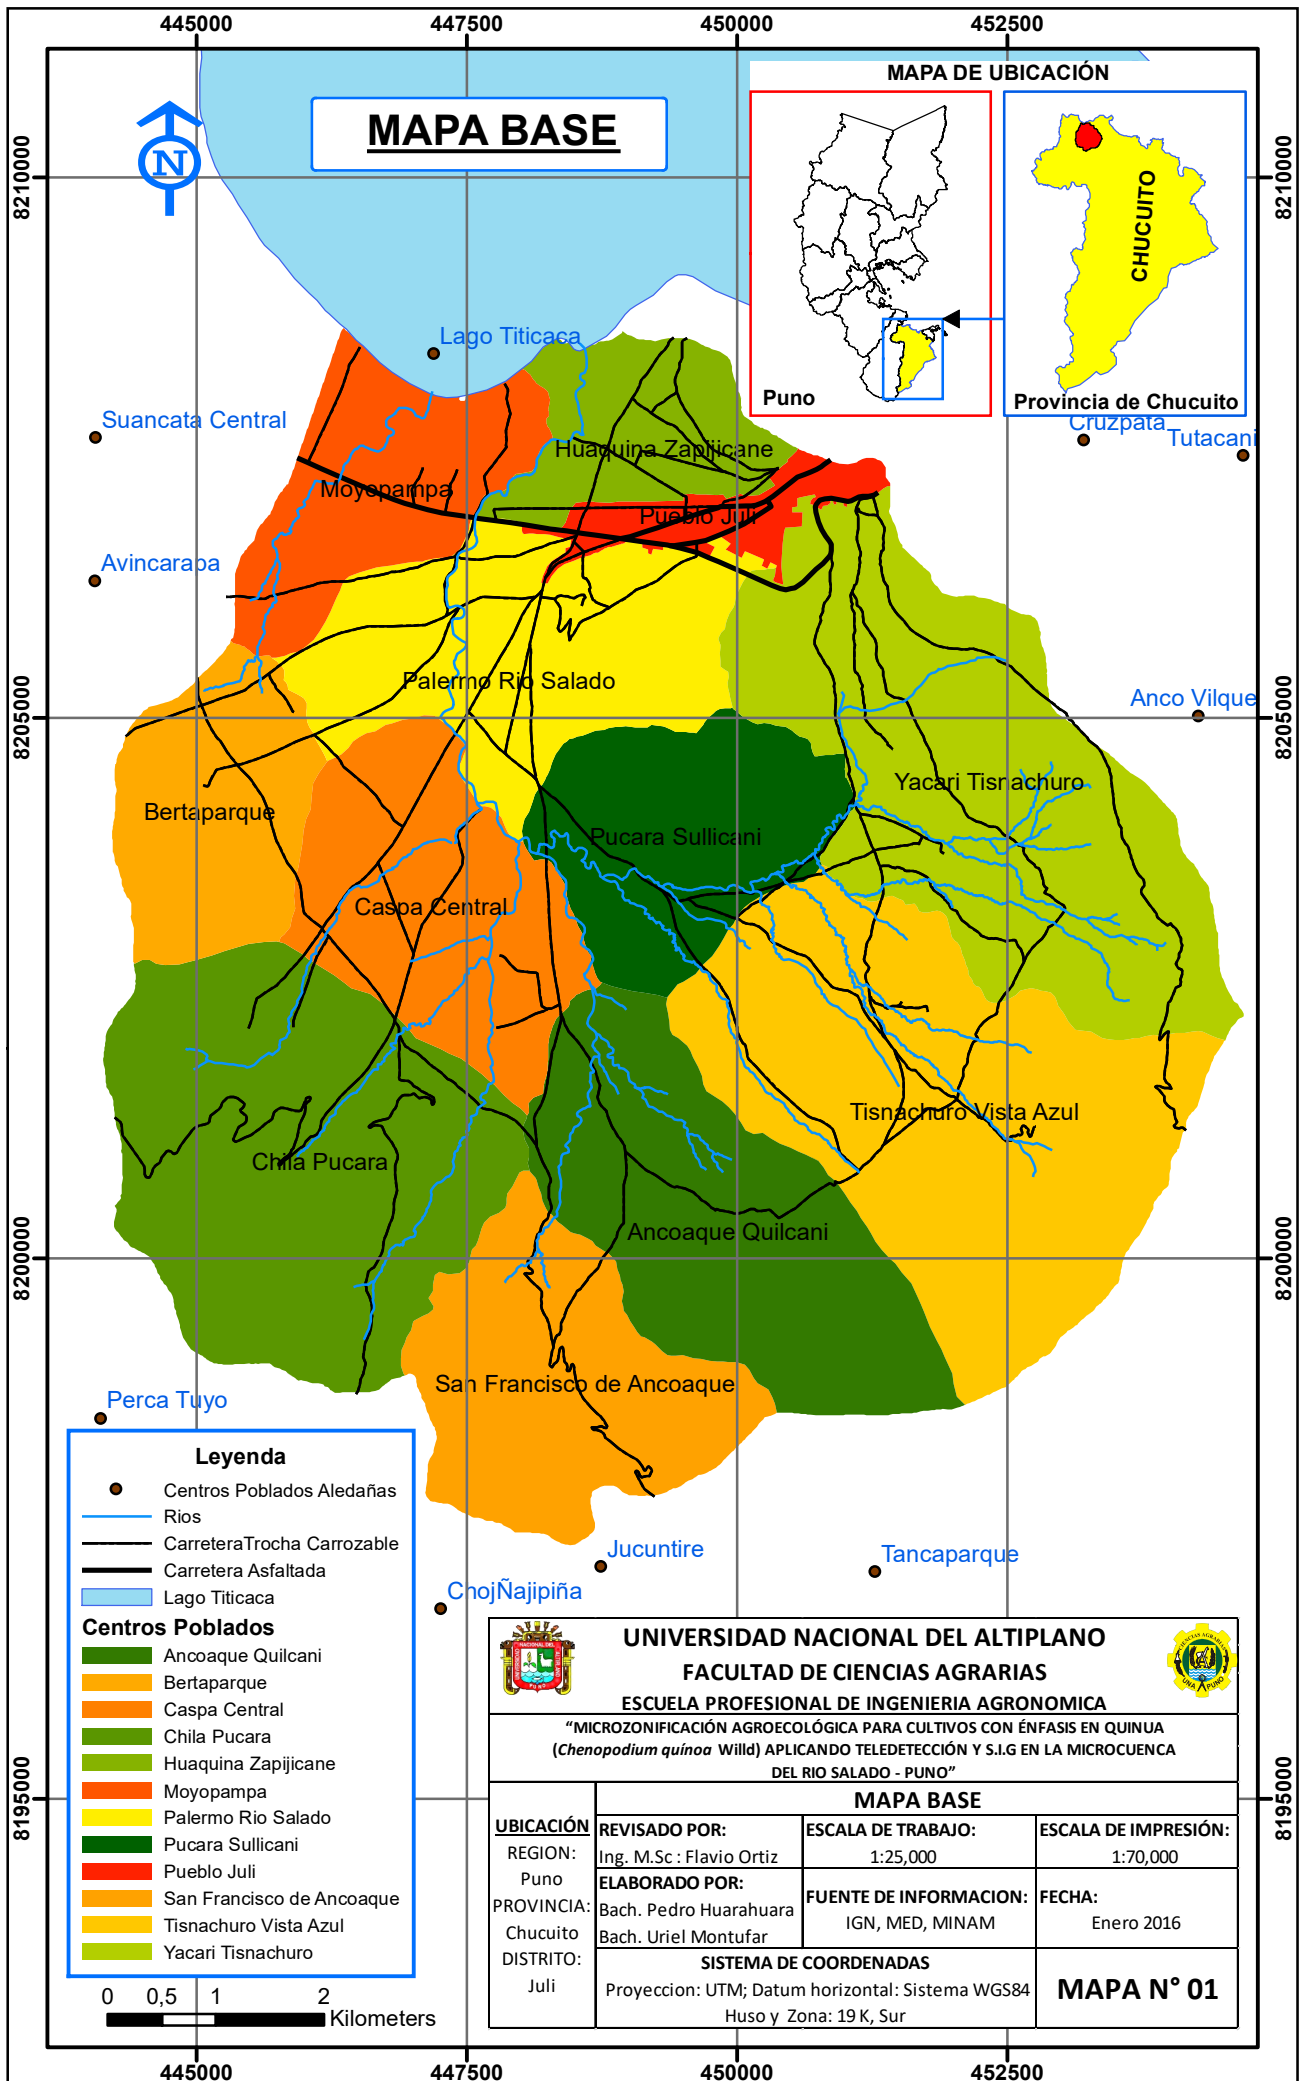 445000
447500
450000
452500
8210000
8210000
MAPA BASE
N
MAPA DE UBICACIÓN
Puno
CHUCUITO
Provincia de Chucuito
Lago Titicaca
Suancata Central
Cruzpata
Tutacani
Huaquina Zapijicane
Moyopampa
Pueblo Juli
Avincarapa
Palermo Rio Salado
8205000
8205000
Anco Vilque
Yacari Tisnachuro
Bertaparque
Pucara Sullicani
Caspa Central
Tisnachuro Vista Azul
Chila Pucara
Ancoaque Quilcani
8200000
8200000
San Francisco de Ancoaque
Perca Tuyo
Jucuntire
Tancaparque
ChojÑajipiña
Leyenda
Centros Poblados Aledañas
Rios
CarreteraTrocha Carrozable
Carretera Asfaltada
Lago Titicaca
Centros Poblados
Ancoaque Quilcani
Bertaparque
Caspa Central
Chila Pucara
Huaquina Zapijicane
Moyopampa
Palermo Rio Salado
Pucara Sullicani
Pueblo Juli
San Francisco de Ancoaque
Tisnachuro Vista Azul
Yacari Tisnachuro
0 0,5 1 2
Kilometers
8195000
8195000
UNIVERSIDAD NACIONAL DEL ALTIPLANO
FACULTAD DE CIENCIAS AGRARIAS
ESCUELA PROFESIONAL DE INGENIERIA AGRONOMICA
“MICROZONIFICACIÓN AGROECOLÓGICA PARA CULTIVOS CON ÉNFASIS EN QUINUA
(Chenopodium quínoa Willd) APLICANDO TELEDETECCIÓN Y S.I.G EN LA MICROCUENCA
DEL RIO SALADO - PUNO”
MAPA BASE
UBICACIÓN
REGION:
Puno
PROVINCIA:
Chucuito
DISTRITO:
Juli
REVISADO POR:
Ing. M.Sc : Flavio Ortiz
ESCALA DE TRABAJO:
1:25,000
ESCALA DE IMPRESIÓN:
1:70,000
ELABORADO POR:
Bach. Pedro Huarahuara
Bach. Uriel Montufar
FUENTE DE INFORMACION:
IGN, MED, MINAM
FECHA:
Enero 2016
SISTEMA DE COORDENADAS
Proyeccion: UTM; Datum horizontal: Sistema WGS84
Huso y Zona: 19 K, Sur
MAPA N° 01
445000
447500
450000
452500